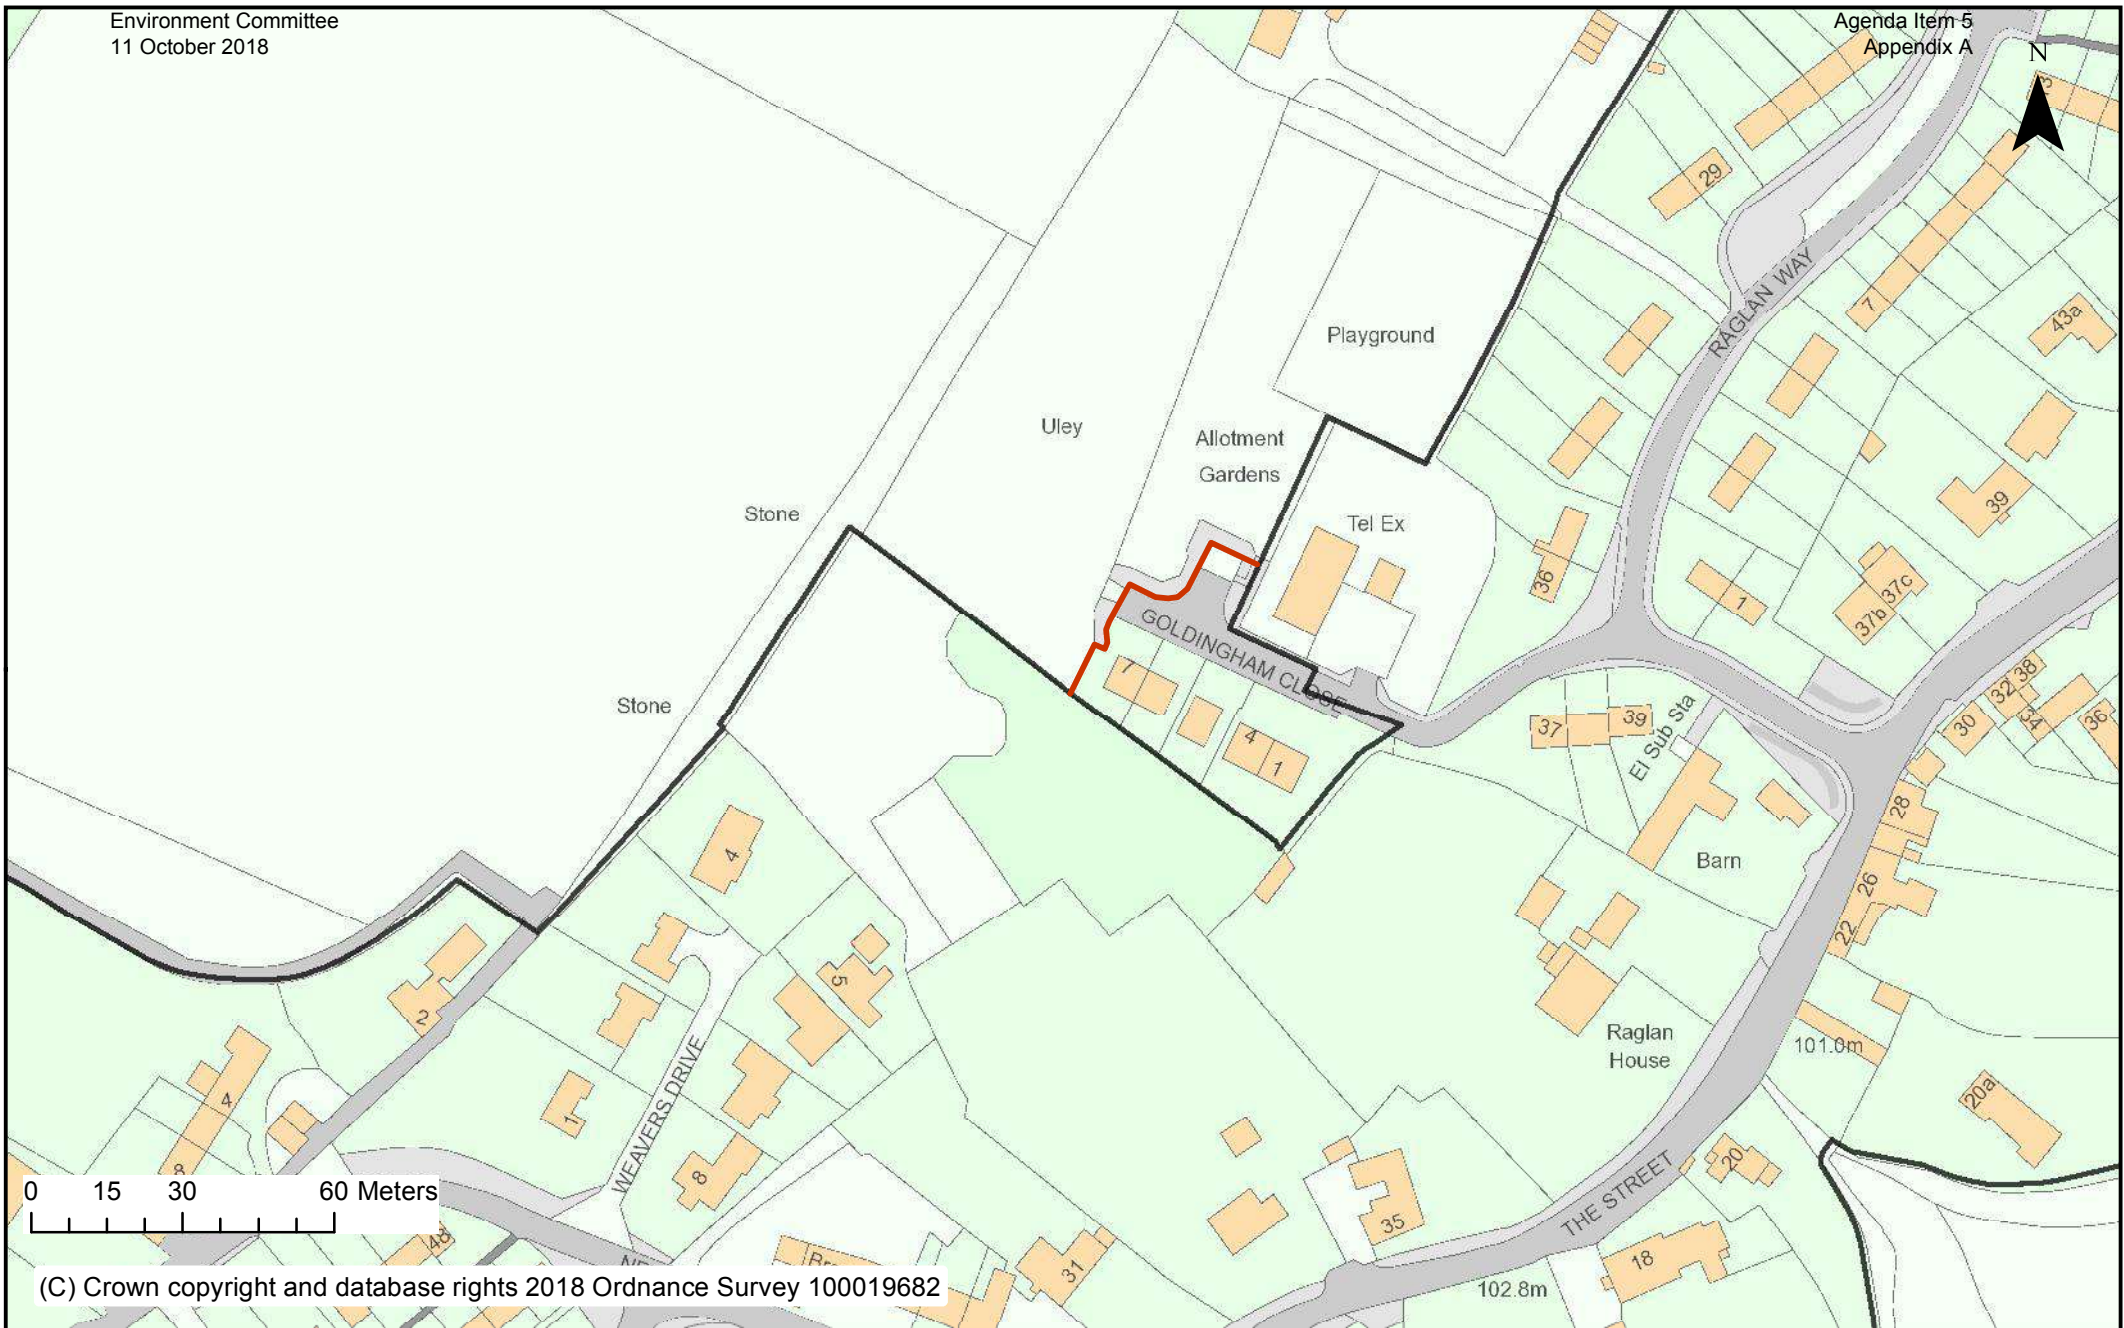 Environment Committee
11 October 2018
Agenda Item 5
Appendix A
N
3
29
RAGLAN WAY
7
43a
Playground
Uley
Allotment
Gardens
39
Stone
Tel Ex
36
1
37c
37b
GOLDINGHAM CLOSE
7
4
1
Stone
37
39
El Sub Sta
38
32
34
30
36
28
26
22
Barn
4
5
2
Raglan
House
101.0m
4
8
1
WEAVERS DRIVE
8
20a
20
THE STREET
35
18
31
48
102.8m
0 15 30 60 Meters
(C) Crown copyright and database rights 2018 Ordnance Survey 100019682